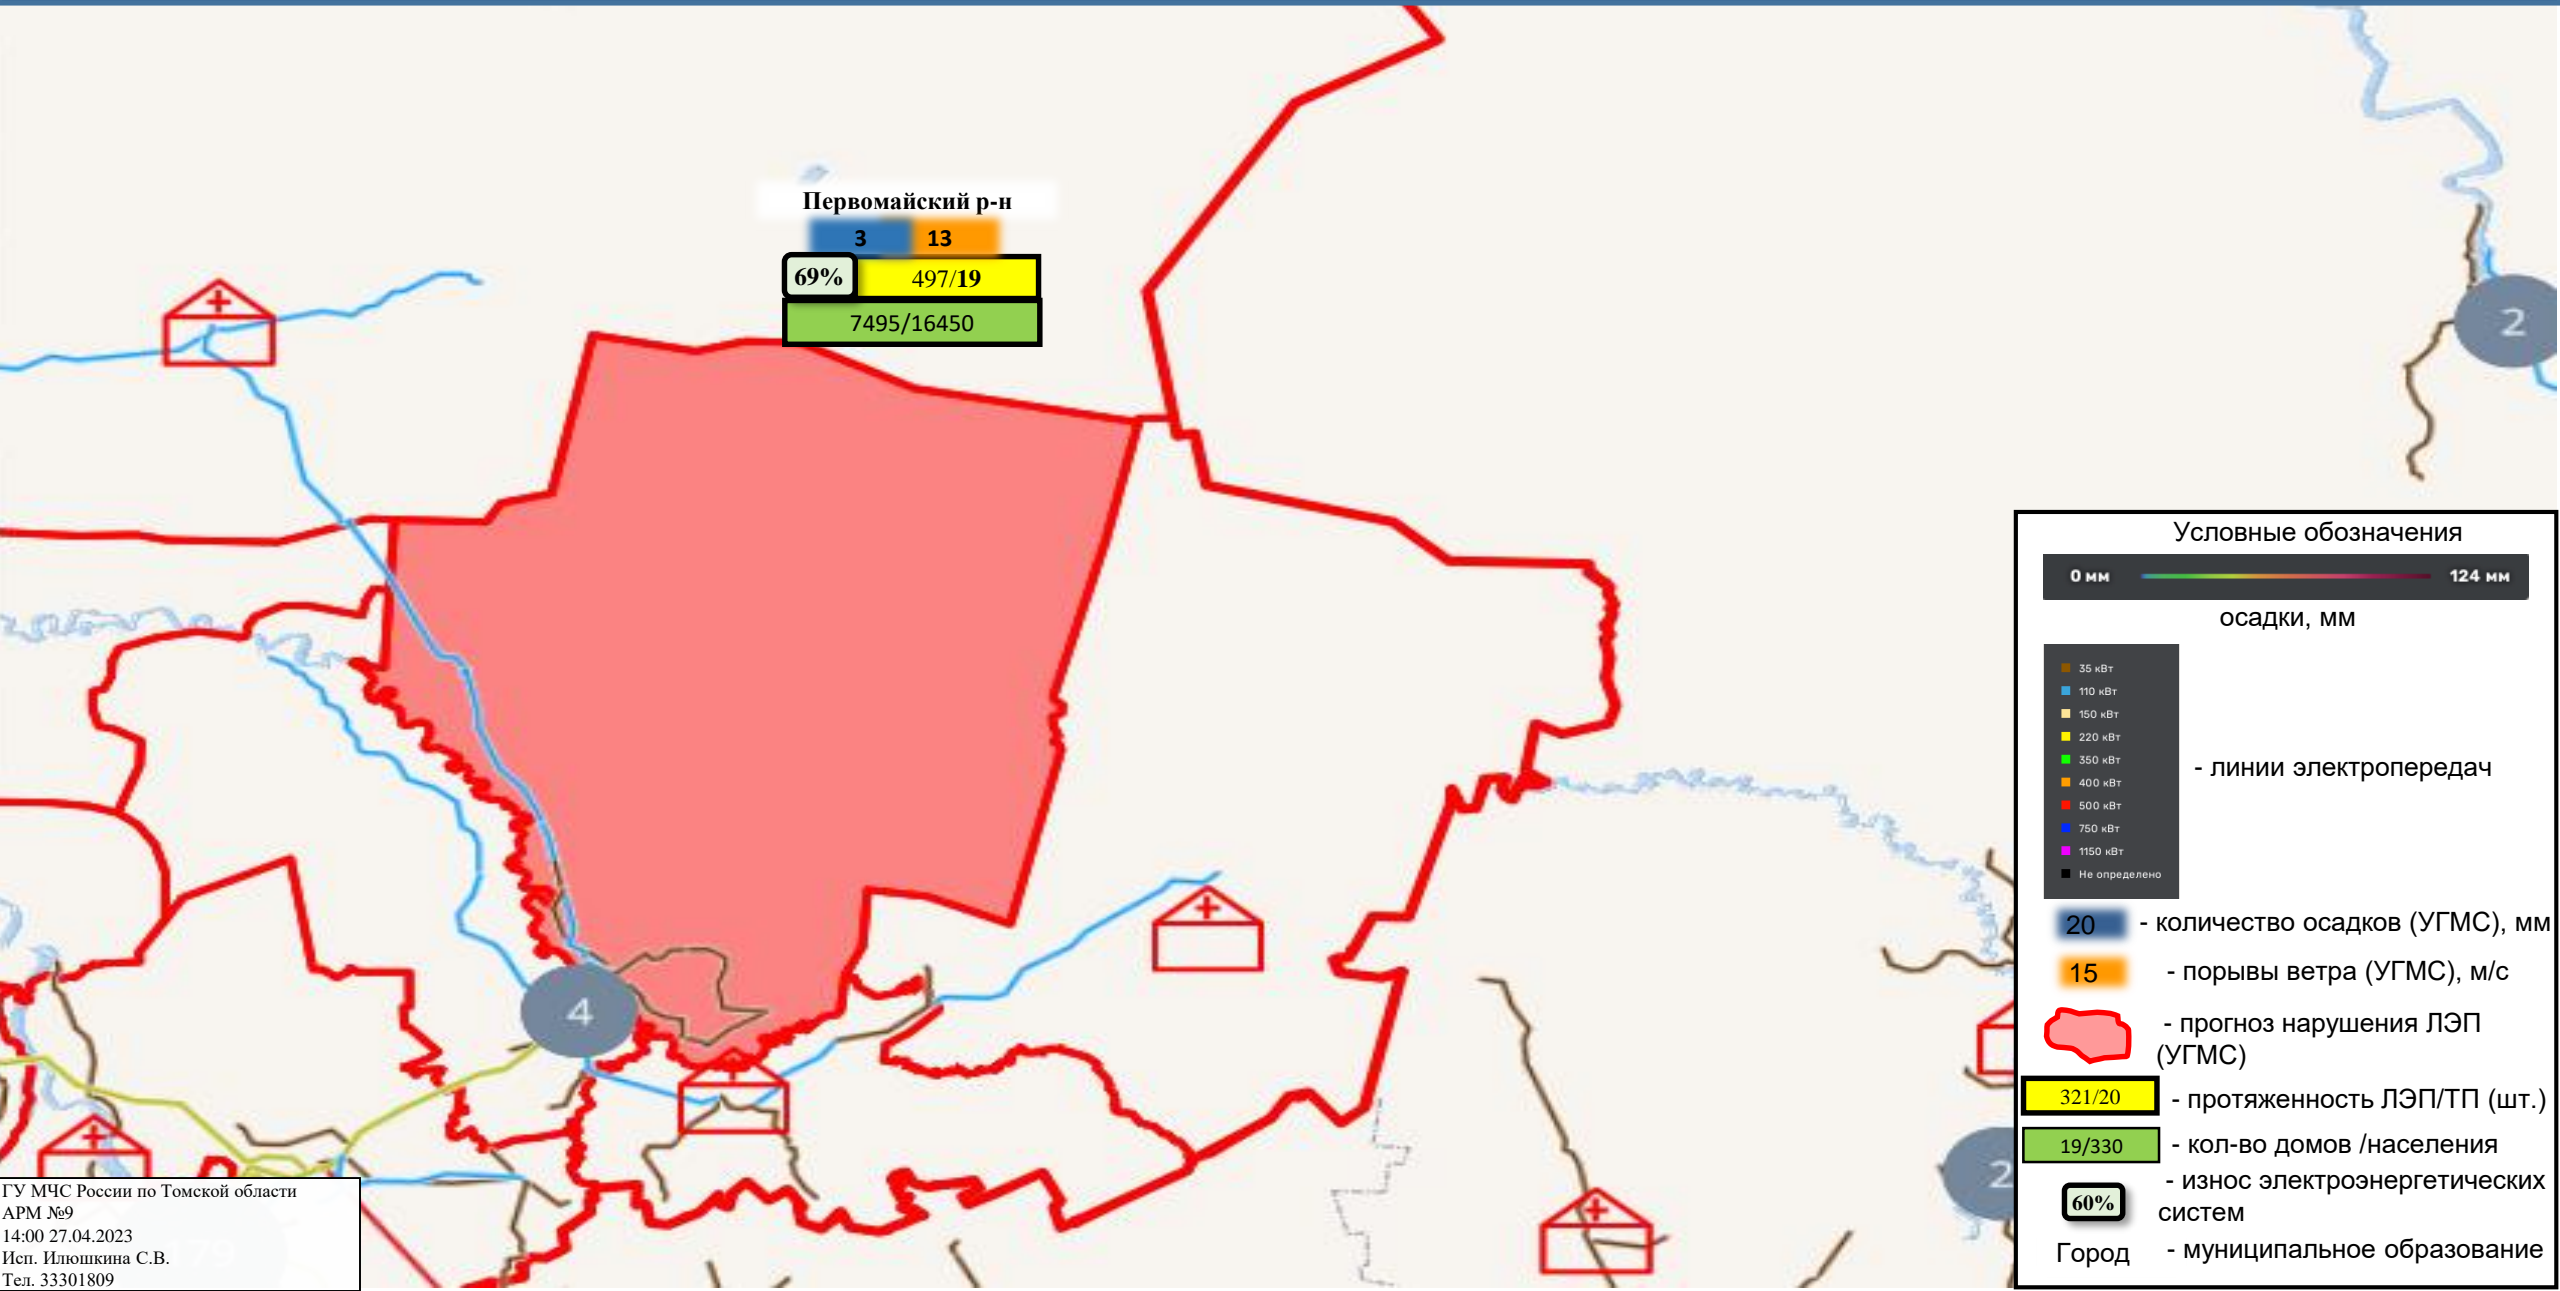 Первомайский р-н
3 13
69% 497/19
7495/16450
2
4
2
Условные обозначения
0 мм 124 мм
осадки, мм
35 кВт
110 кВт
150 кВт
220 кВт
350 кВт
400 кВт
500 кВт
750 кВт
1150 кВт
Не определено
- линии электропередач
20 - количество осадков (УГМС), мм
15 - порывы ветра (УГМС), м/с
- прогноз нарушения ЛЭП
(УГМС)
321/20 - протяженность ЛЭП/ТП (шт.)
19/330 - кол-во домов /населения
60% - износ электроэнергетических
систем
Город - муниципальное образование
ГУ МЧС России по Томской области
АРМ №9
14:00 27.04.2023
Исп. Илюшкина С.В.
Тел. 33301809
179